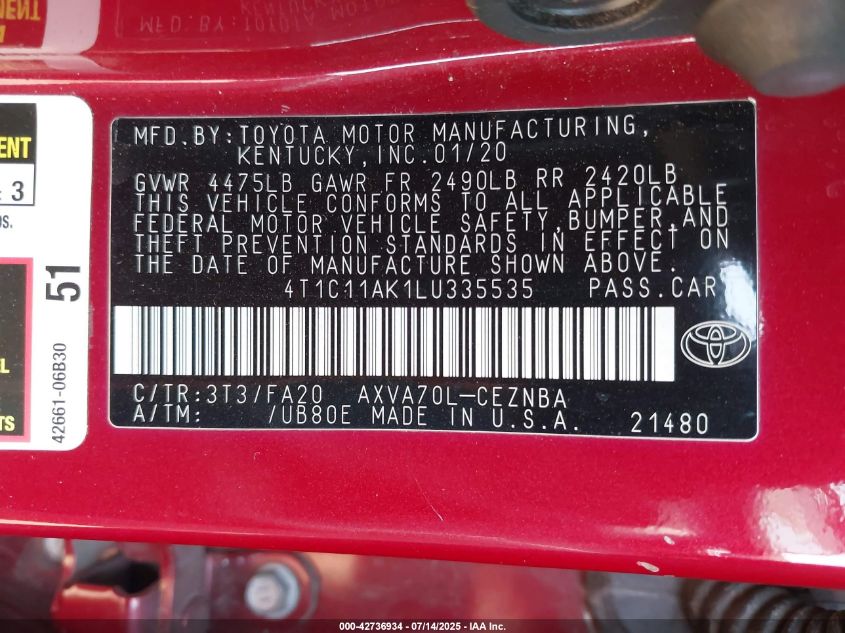 MFD.BY:TOYOTA MOTOR MANUFACTURING,
KENTUCKY,INC.01/20
GVWR 4475LB GAWR FR 2490LB RR 2420LB
THIS VEHICLE CONFORMS TO ALL APPLICABLE
FEDERAL MOTOR VEHICLE SAFETY,BUMPER,AND
THEFT PREVENTION STANDARDS IN EFFECT ON
THE DATE OF MANUFACTURE SHOWN ABOVE.
4T1C11AK1LU335535 PASS.CAR
C/TR:3T3/FA20 AXVA70L-CEZNBA
A/TM: /UB80E MADE IN U.S.A. 21480
3
51
42661-06B30
000-42736934 - 07/14/2025 - IAA Inc.